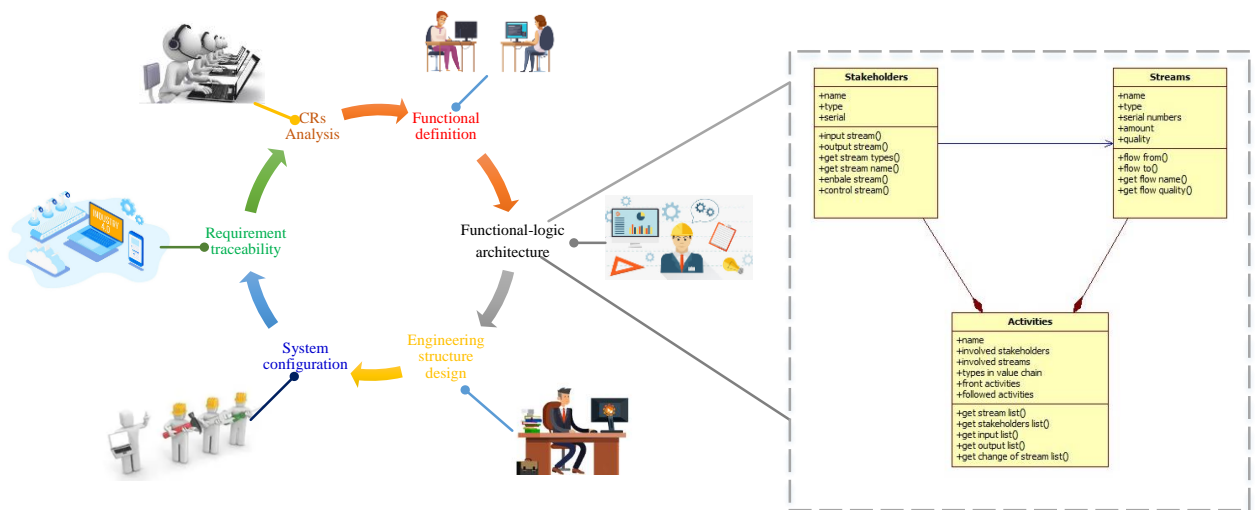 CRs
Analysis
Functional
definition
Functional-logic
architecture
Engineering
structure
design
System
configuration
Requirement
traceability
INDUSTRY
4.0
Stakeholders
+name
+type
+serial
+input stream()
+output stream()
+get stream types()
+get stream name()
+enbale stream()
+control stream()
Streams
+name
+type
+serial numbers
+amount
+quality
+flow from()
+flow to()
+get flow name()
+get flow quality()
Activities
+name
+involved stakeholders
+involved streams
+types in value chain
+front activities
+followed activities
+get stream list()
+get stakeholders list()
+get input list()
+get output list()
+get change of stream list()